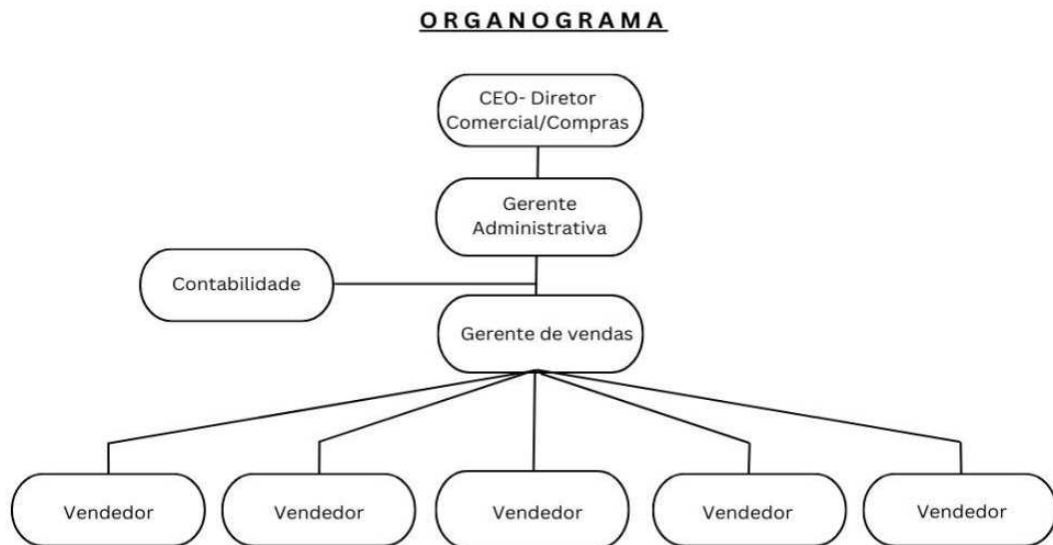 ORGANOGRAMA
CEO- Diretor
Comercial/Compras
Gerente
Administrativa
Contabilidade
Gerente de vendas
Vendedor
Vendedor
Vendedor
Vendedor
Vendedor